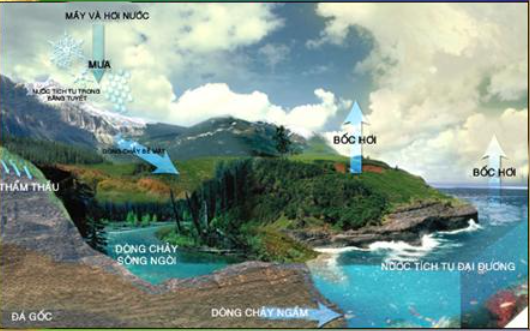 MÂY VÀ HƠI NƯỚC
MƯA
NƯỚC TÍCH TỤ TRONG
BĂNG TUYẾT
DÒNG CHẢY BỀ MẶT
BỐC HƠI
BỐC HƠI
THẨM THẤU
DÒNG CHẢY
SÔNG NGÒI
NƯỚC TÍCH TỤ ĐẠI DƯƠNG
ĐÁ GỐC
DÒNG CHẢY NGẦM